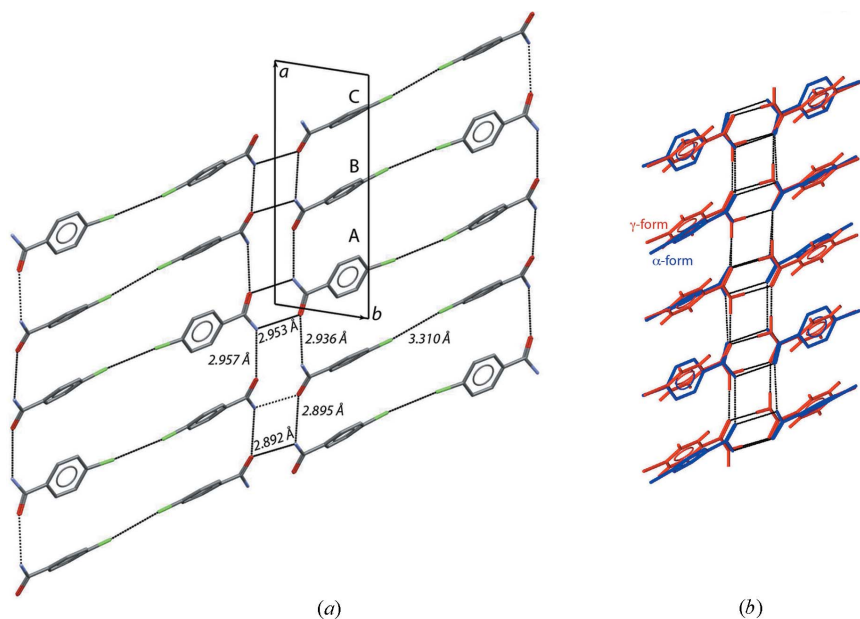 a
C
B
A
b
2.953 Å
2.957 Å
2.936 Å
3.310 Å
2.895 Å
2.892 Å
(a)
γ-form
α-form
(b)